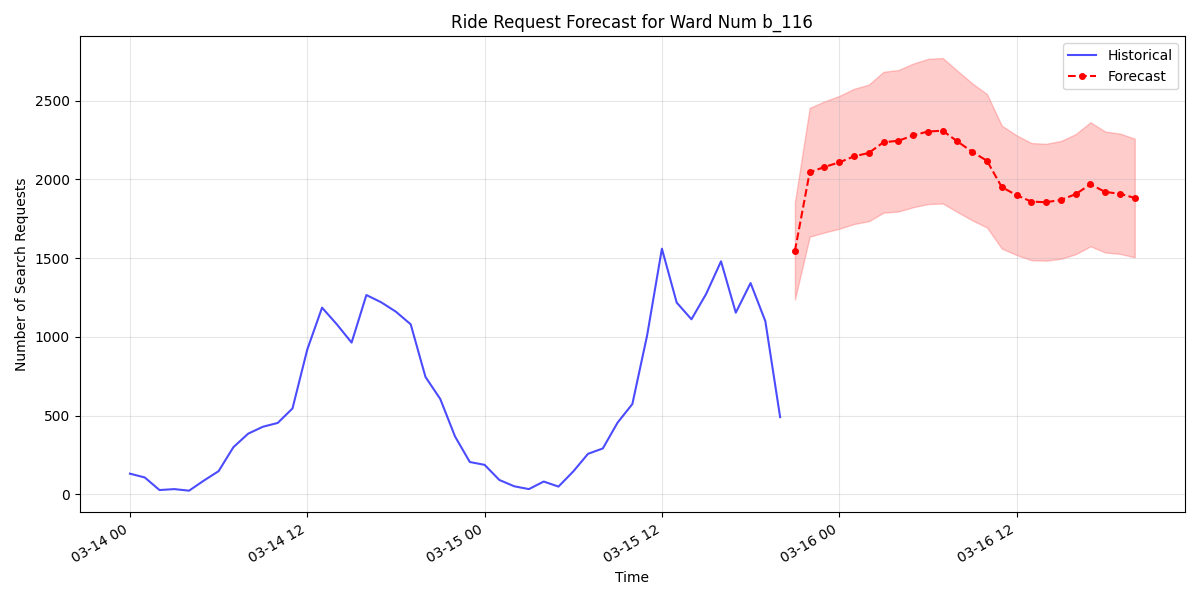 Ride Request Forecast for Ward Num b_116
Historical
Forecast
Number of Search Requests
2500
2000
1500
1000
500
0
03-14 00
03-14 12
03-15 00
03-15 12
03-16 00
03-16 12
Time